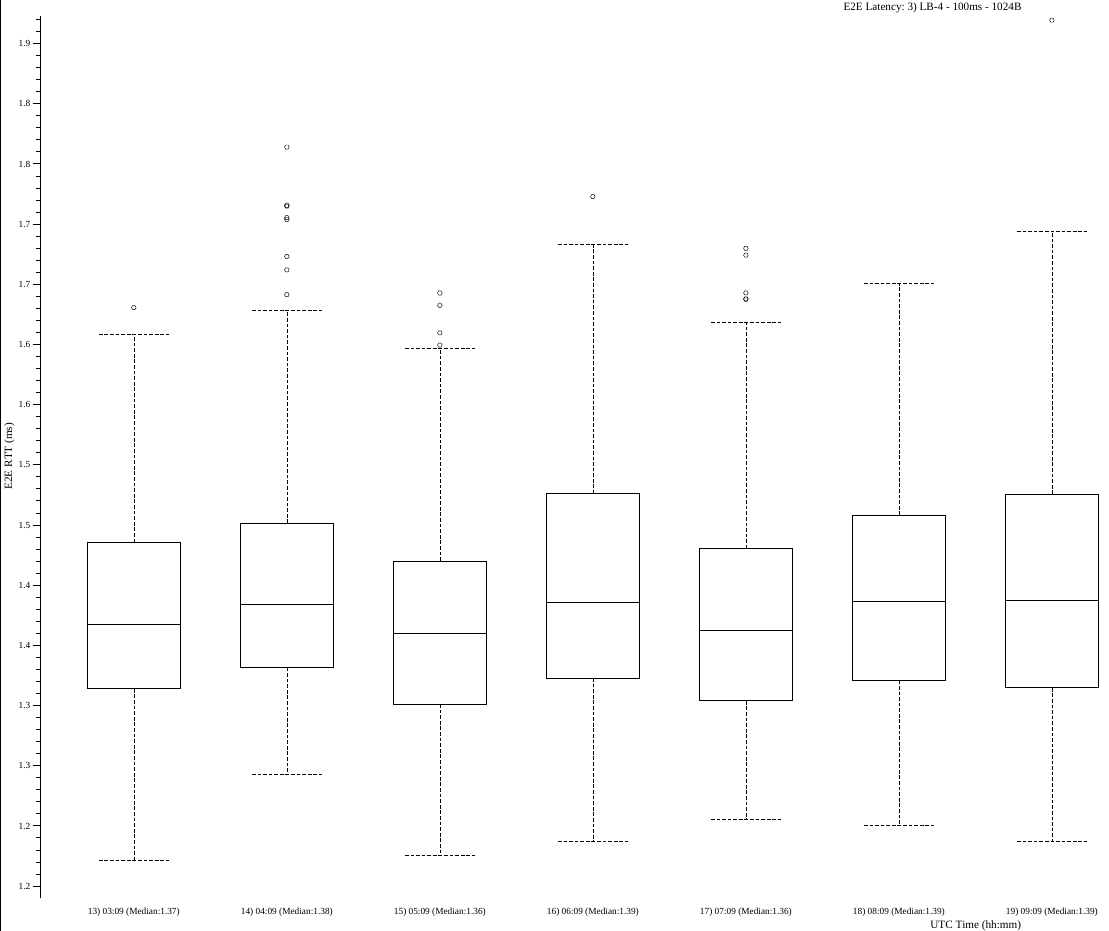 E2E Latency: 3) LB-4 - 100ms - 1024B
1.9
1.8
1.8
1.7
1.7
1.6
1.6
1.5
1.5
1.4
1.4
1.3
1.3
1.2
1.2
E2E RTT (ms)
13) 03:09 (Median:1.37)
14) 04:09 (Median:1.38)
15) 05:09 (Median:1.36)
16) 06:09 (Median:1.39)
17) 07:09 (Median:1.36)
18) 08:09 (Median:1.39)
19) 09:09 (Median:1.39)
UTC Time (hh:mm)